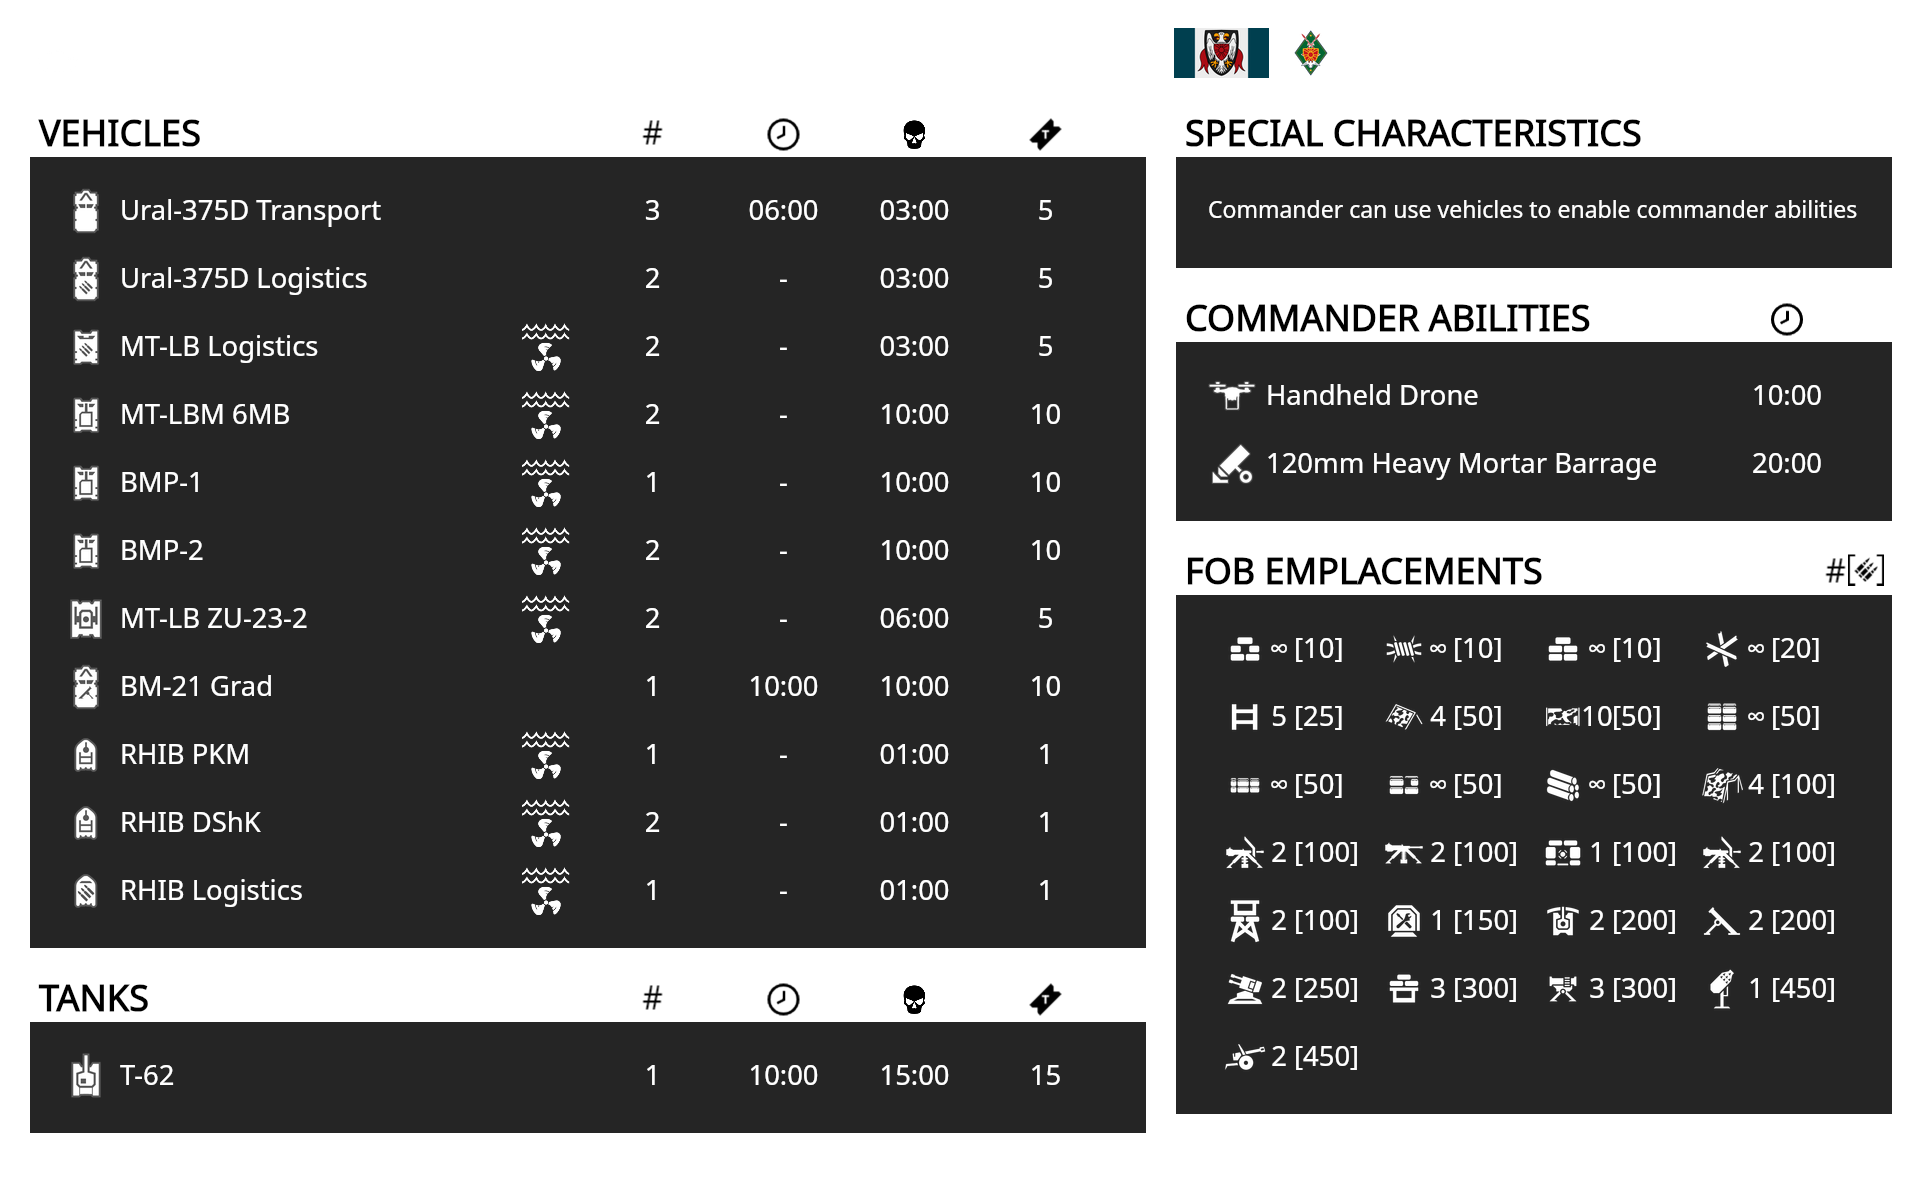 VEHICLES #
Ural-375D Transport 3 06:00 03:00 5
Ural-375D Logistics 2 - 03:00 5
MT-LB Logistics 2 - 03:00 5
MT-LBM 6MB 2 - 10:00 10
BMP-1 1 - 10:00 10
BMP-2 2 - 10:00 10
MT-LB ZU-23-2 2 - 06:00 5
BM-21 Grad 1 10:00 10:00 10
RHIB PKM 1 - 01:00 1
RHIB DShK 2 - 01:00 1
RHIB Logistics 1 - 01:00 1
TANKS #
T-62 1 10:00 15:00 15
SPECIAL CHARACTERISTICS
Commander can use vehicles to enable commander abilities
COMMANDER ABILITIES
Handheld Drone 10:00
120mm Heavy Mortar Barrage 20:00
FOB EMPLACEMENTS #[]
∞ [10] ∞ [10] ∞ [10] ∞ [20]
5 [25] 4 [50] 10[50] ∞ [50]
∞ [50] ∞ [50] ∞ [50] 4 [100]
2 [100] 2 [100] 1 [100] 2 [100]
2 [100] 1 [150] 2 [200] 2 [200]
2 [250] 3 [300] 3 [300] 1 [450]
2 [450]